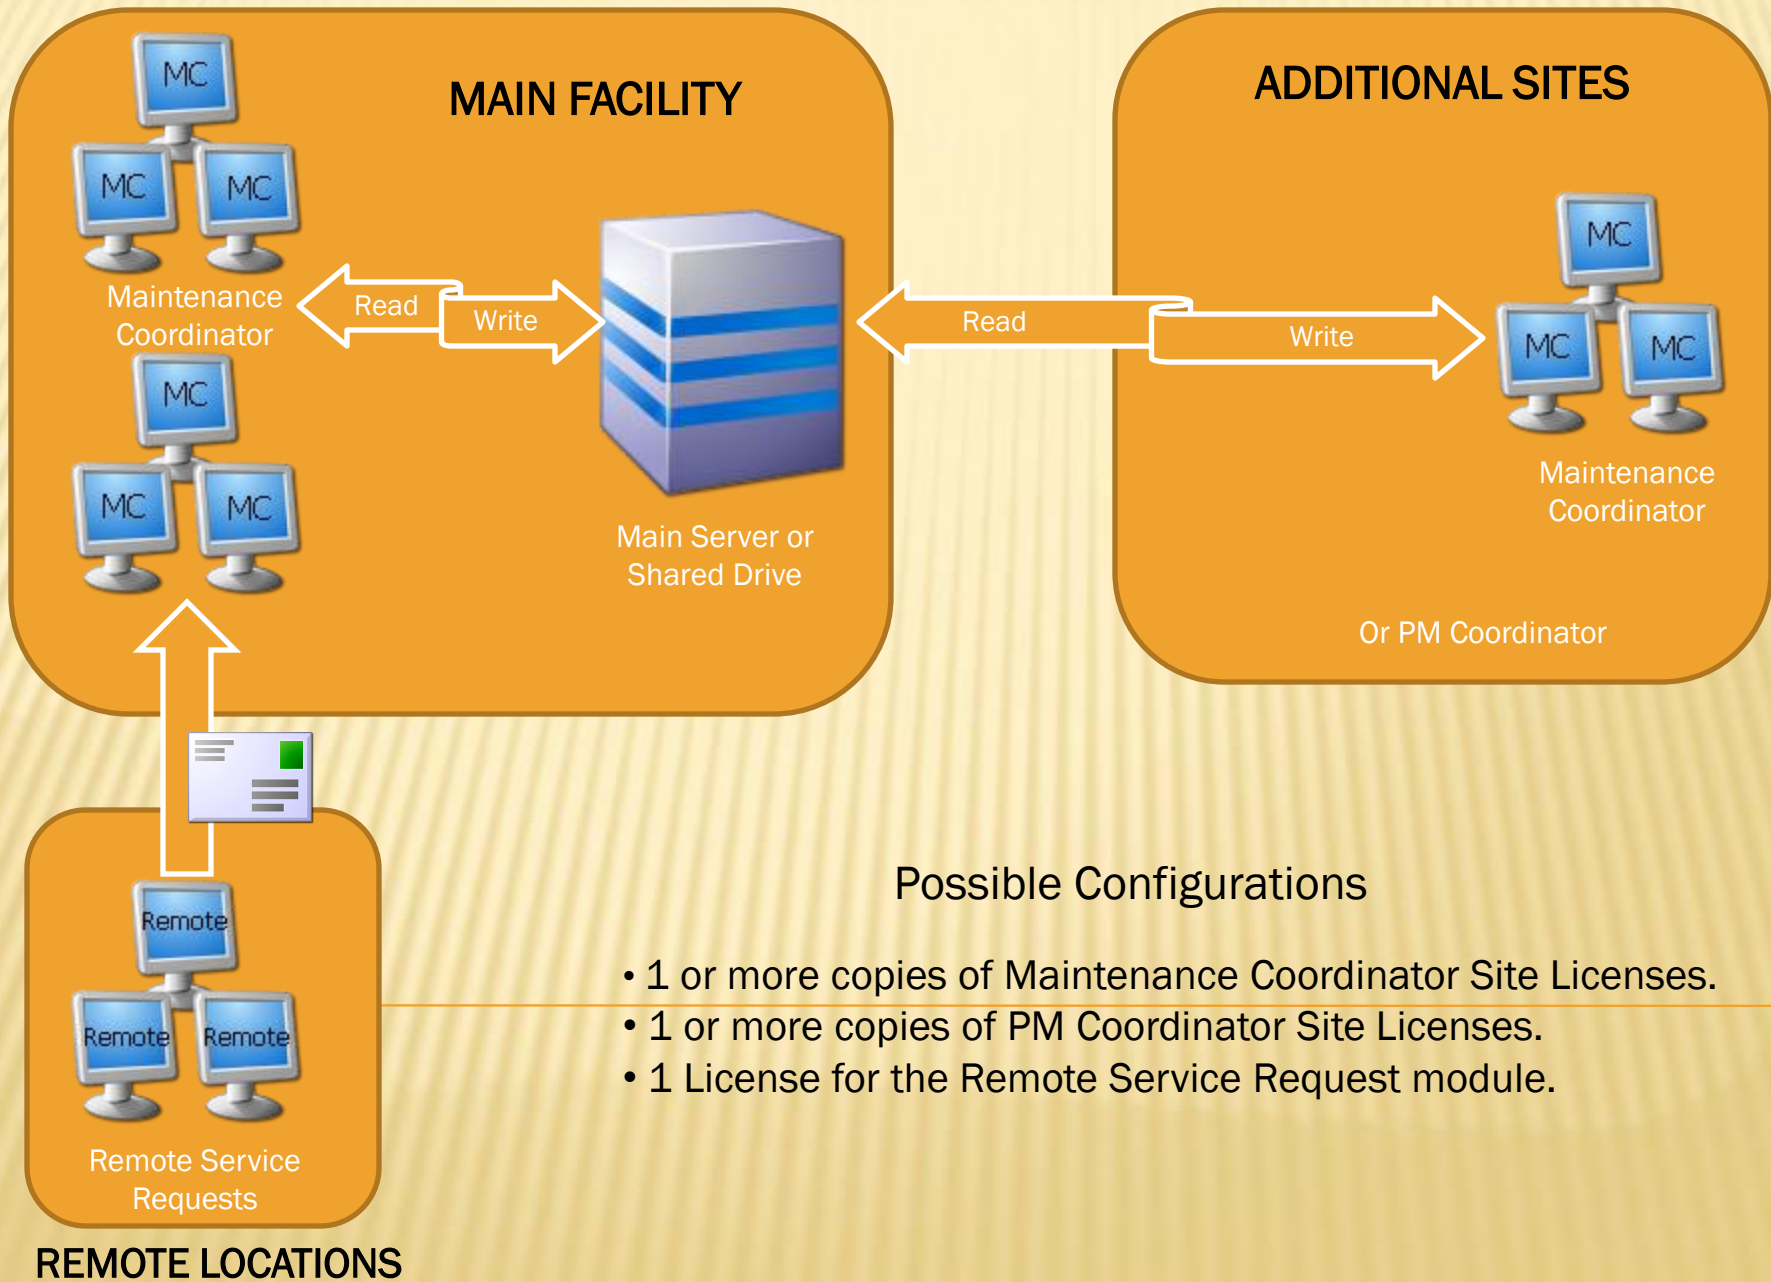 MAIN FACILITY
MC
MC MC
Maintenance
Coordinator
Read
Write
MC
MC MC
Main Server or
Shared Drive
ADDITIONAL SITES
Read
Write
MC
MC MC
Maintenance
Coordinator
Or PM Coordinator
Remote
Remote Remote
Remote Service
Requests
REMOTE LOCATIONS
Possible Configurations
• 1 or more copies of Maintenance Coordinator Site Licenses.
• 1 or more copies of PM Coordinator Site Licenses.
• 1 License for the Remote Service Request module.